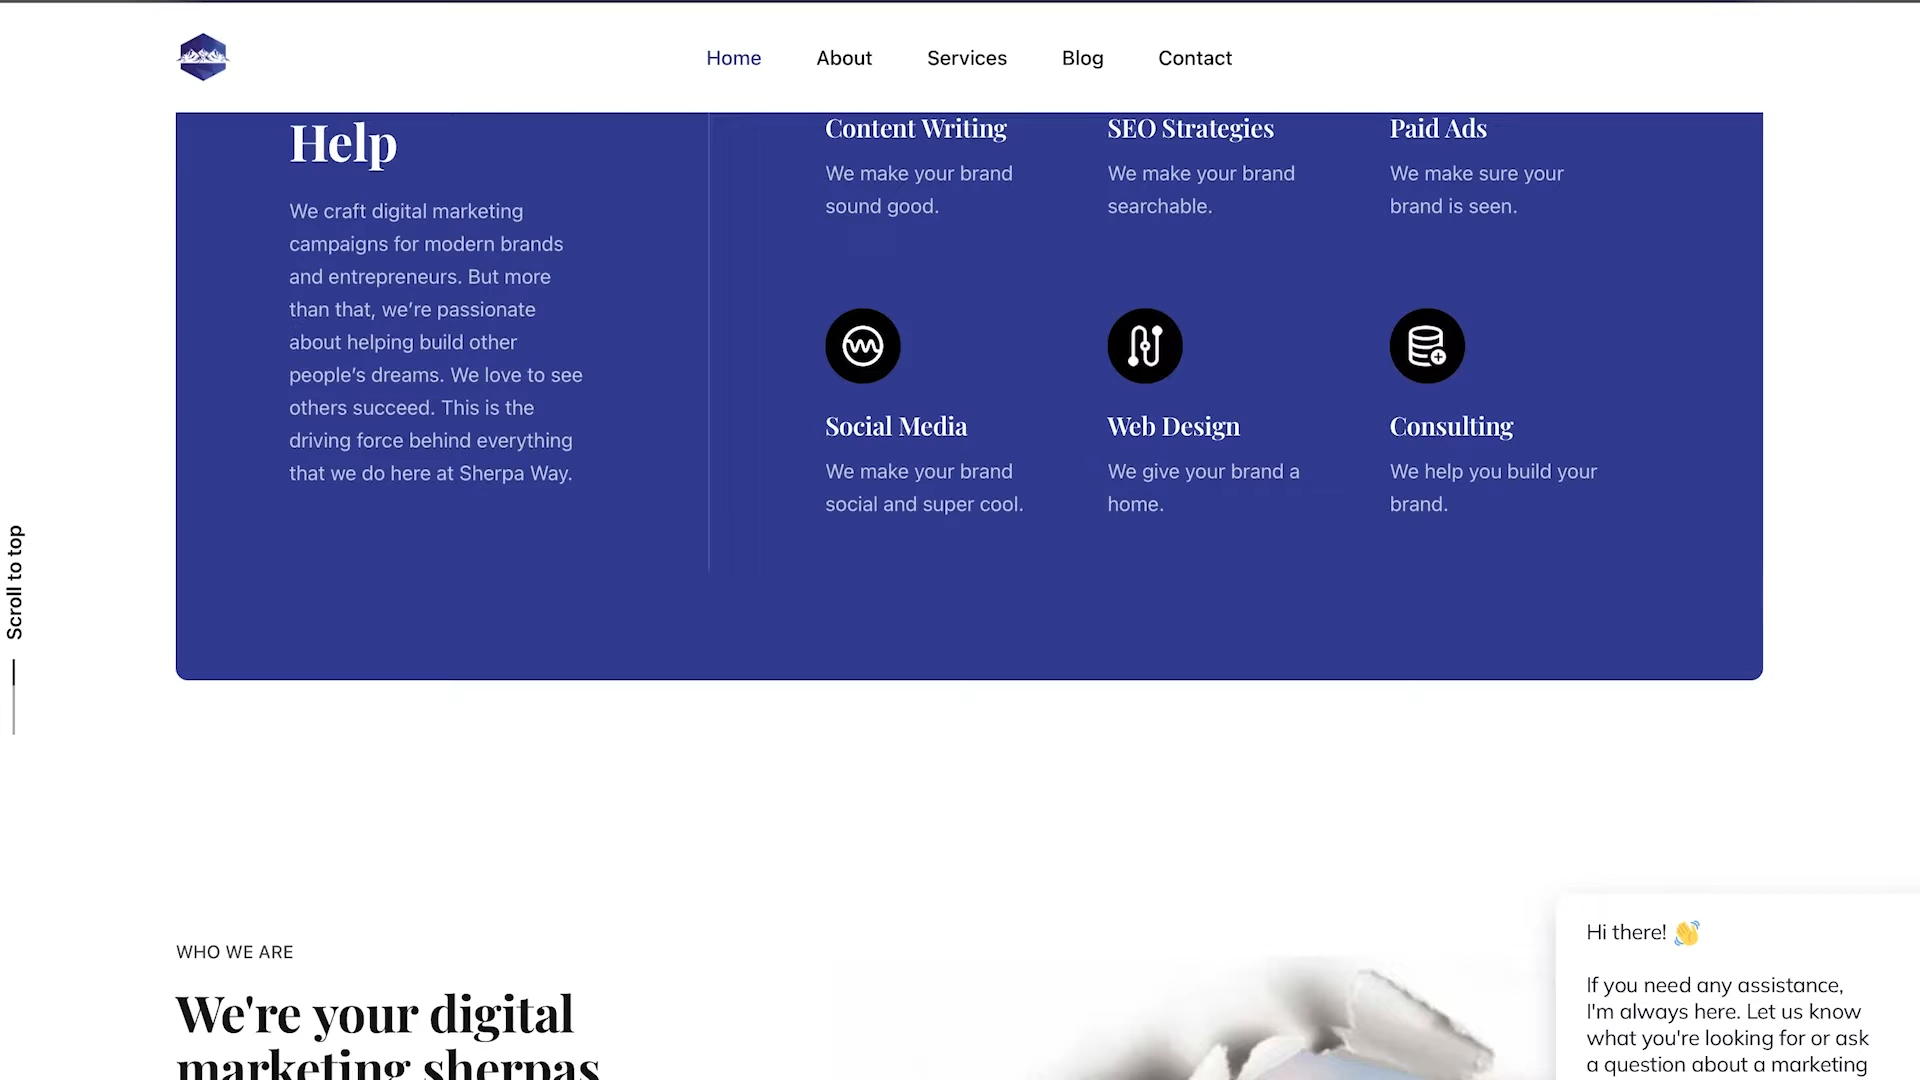 Home
About
Services
Blog
Contact
Help
We craft digital marketing
campaigns for modern brands
and entrepreneurs. But more
than that, we’re passionate
about helping build other
people’s dreams. We love to see
others succeed. This is the
driving force behind everything
that we do here at Sherpa Way.
Content Writing
We make your brand
sound good.
SEO Strategies
We make your brand
searchable.
Paid Ads
We make sure your
brand is seen.
Social Media
We make your brand
social and super cool.
Web Design
We give your brand a
home.
Consulting
We help you build your
brand.
Scroll to top
WHO WE ARE
We're your digital
marketing sherpas
Hi there! 👋
If you need any assistance,
I'm always here. Let us know
what you're looking for or ask
a question about a marketing